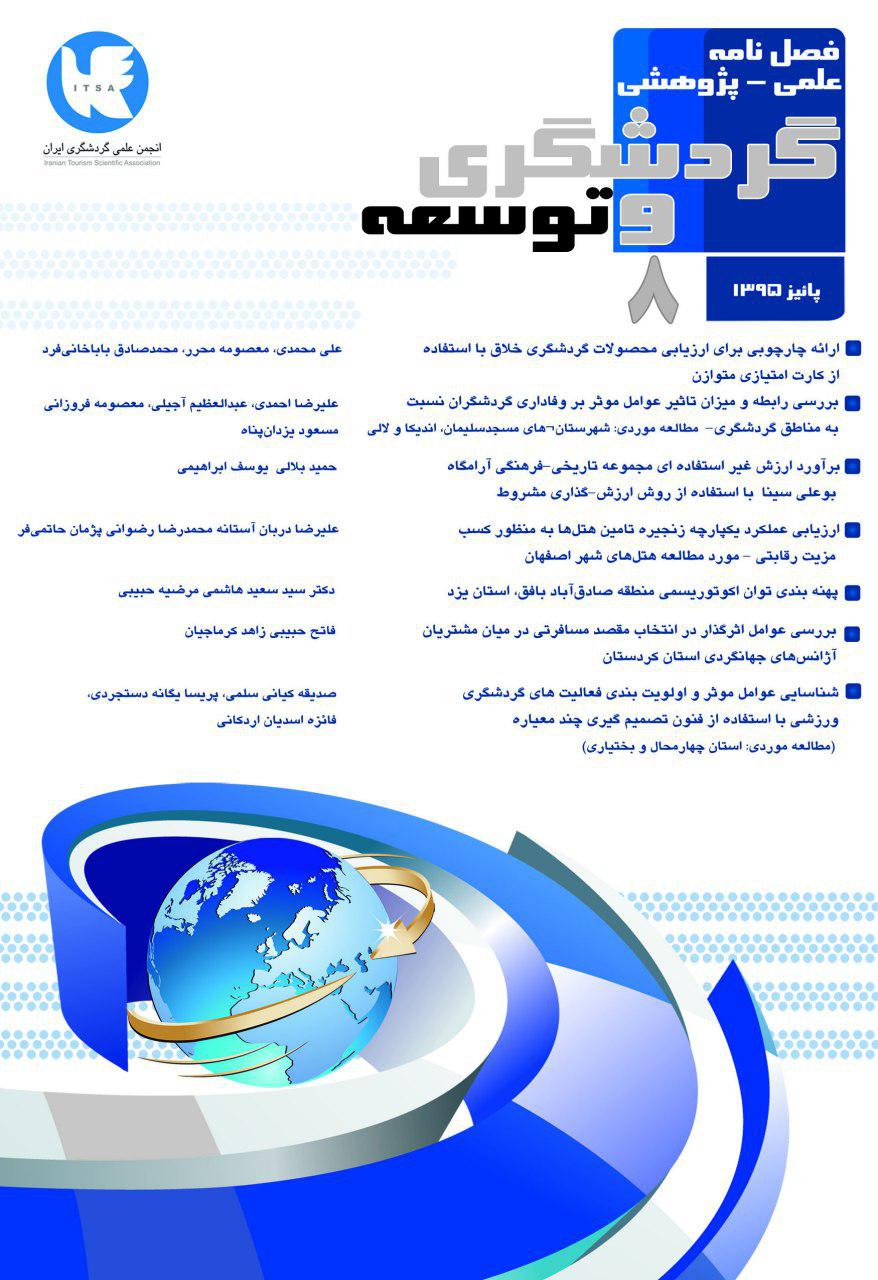 ITSA
انجمن علمی گردشگری ایران
Iranian Tourism Scientific Association
فصل نامه
علمی - پژوهشی
گردشگری
و توسعه
پائیز ۱۳۹۵
۸
ارائه چارچوبی برای ارزیابی محصولات گردشگری خلاق با استفاده
از کارت امتیازی متوازن
علی محمدی، معصومه محرر، محمدصادق باباخانی‌فرد
بررسی رابطه و میزان تاثیر عوامل موثر بر وفاداری گردشگران نسبت
به مناطق گردشگری- مطالعه موردی: شهرستان¬های مسجدسلیمان، اندیکا و لالی
علیرضا احمدی، عبدالعظیم آجیلی، معصومه فروزانی
مسعود یزدان‌پناه
برآورد ارزش غیر استفاده ای مجموعه تاریخی-فرهنگی آرامگاه
بوعلی سینا با استفاده از روش ارزش-گذاری مشروط
حمید بلالی یوسف ابراهیمی
ارزیابی عملکرد یکپارچه زنجیره تامین هتل‌ها به منظور کسب
مزیت رقابتی - مورد مطالعه هتل‌های شهر اصفهان
علیرضا دربان آستانه محمدرضا رضوانی پژمان حاتمی‌فر
پهنه بندی توان اکوتوریسمی منطقه صادق‌آباد بافق، استان یزد
دکتر سید سعید هاشمی مرضیه حبیبی
بررسی عوامل اثرگذار در انتخاب مقصد مسافرتی در میان مشتریان
آژانس‌های جهانگردی استان کردستان
فاتح حبیبی زاهد کرماجیان
شناسایی عوامل موثر و اولویت بندی فعالیت های گردشگری
ورزشی با استفاده از فنون تصمیم گیری چند معیاره
(مطالعه موردی: استان چهارمحال و بختیاری)
صدیقه کیانی سلمی، پریسا یگانه دستجردی،
فائزه اسدیان اردکانی